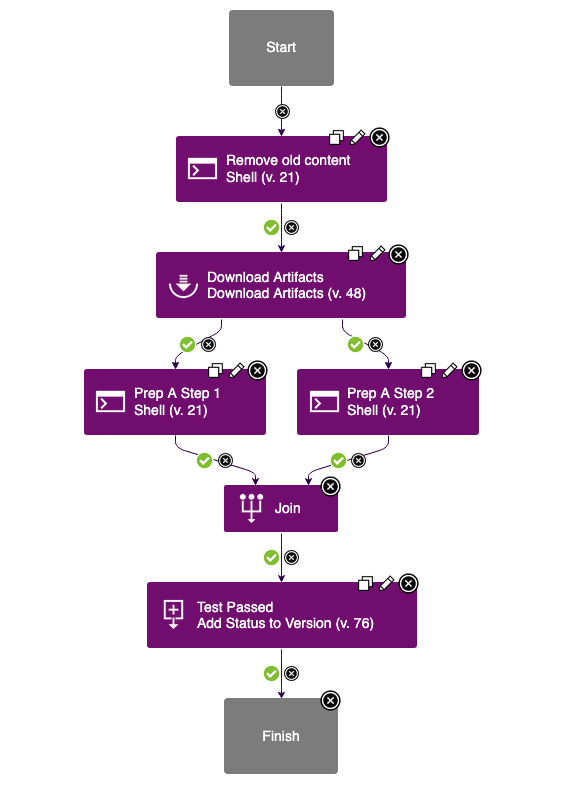 Start
Remove old content
Shell (v. 21)
Download Artifacts
Download Artifacts (v. 48)
Prep A Step 1
Shell (v. 21)
Prep A Step 2
Shell (v. 21)
Join
Test Passed
Add Status to Version (v. 76)
Finish